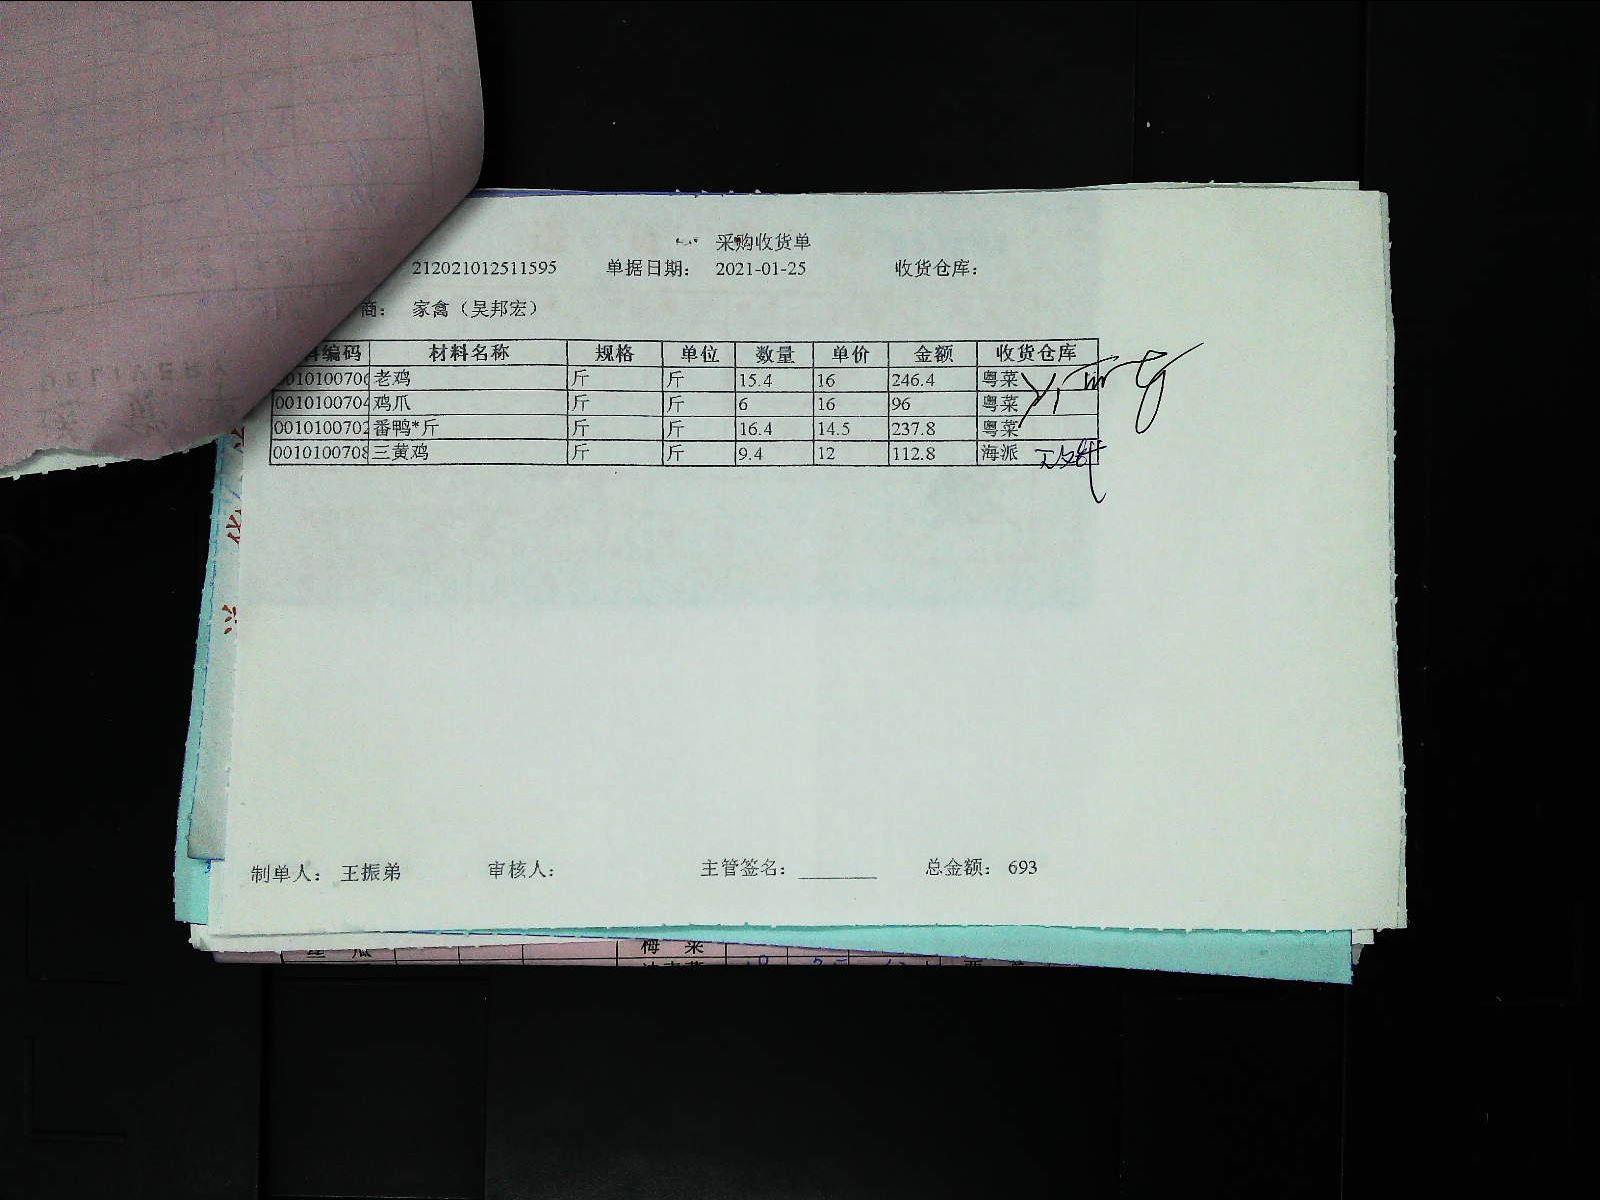 采购收货单
212021012511595 单据日期： 2021-01-25 收货仓库：
商： 家禽（吴邦宏）
编码 材料名称 规格 单位 数量 单价 金额 收货仓库
0010100706 老鸡 斤 斤 15.4 16 246.4 粤菜
0010100704 鸡爪 斤 斤 6 16 96 粤菜
0010100702 番鸭*斤 斤 斤 16.4 14.5 237.8 粤菜
0010100708 三黄鸡 斤 斤 9.4 12 112.8 海派
制单人： 王振弟 审核人： 主管签名： 总金额： 693
梅 菜